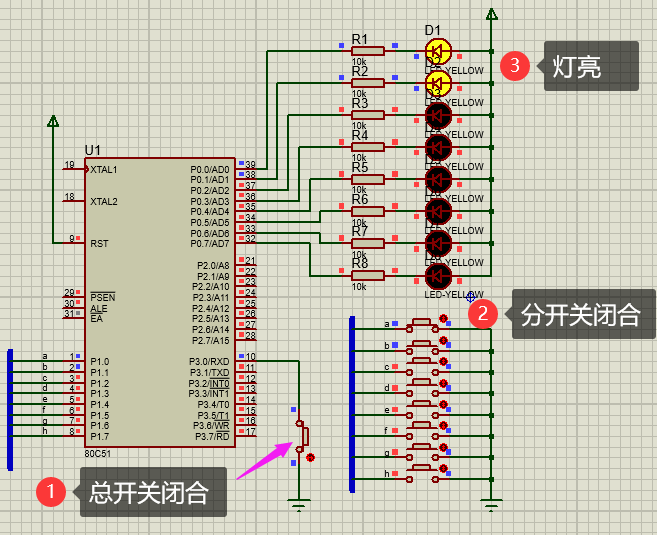 D1
R1
10k
LED-YELLOW
③ 灯亮
R2
10k
LED-YELLOW
R3
10k
LED-YELLOW
R4
10k
LED-YELLOW
R5
10k
LED-YELLOW
R6
10k
LED-YELLOW
R7
10k
LED-YELLOW
R8
10k
LED-YELLOW
U1
19 XTAL1 P0.0/AD0 39
P0.1/AD1 38
P0.2/AD2 37
18 XTAL2 P0.3/AD3 36
P0.4/AD4 35
P0.5/AD5 34
P0.6/AD6 33
9 RST P0.7/AD7 32
P2.0/A8 21
P2.1/A9 22
P2.2/A10 23
29 PSEN P2.3/A11 24
30 ALE P2.4/A12 25
31 EA P2.5/A13 26
P2.6/A14 27
P2.7/A15 28
a 1 P1.0 P3.0/RXD 10
b 2 P1.1 P3.1/TXD 11
c 3 P1.2 P3.2/INT0 12
d 4 P1.3 P3.3/INT1 13
e 5 P1.4 P3.4/T0 14
f 6 P1.5 P3.5/T1 15
g 7 P1.6 P3.6/WR 16
h 8 P1.7 P3.7/RD 17
80C51
② 分开关闭合
a
b
c
d
e
f
g
h
① 总开关闭合